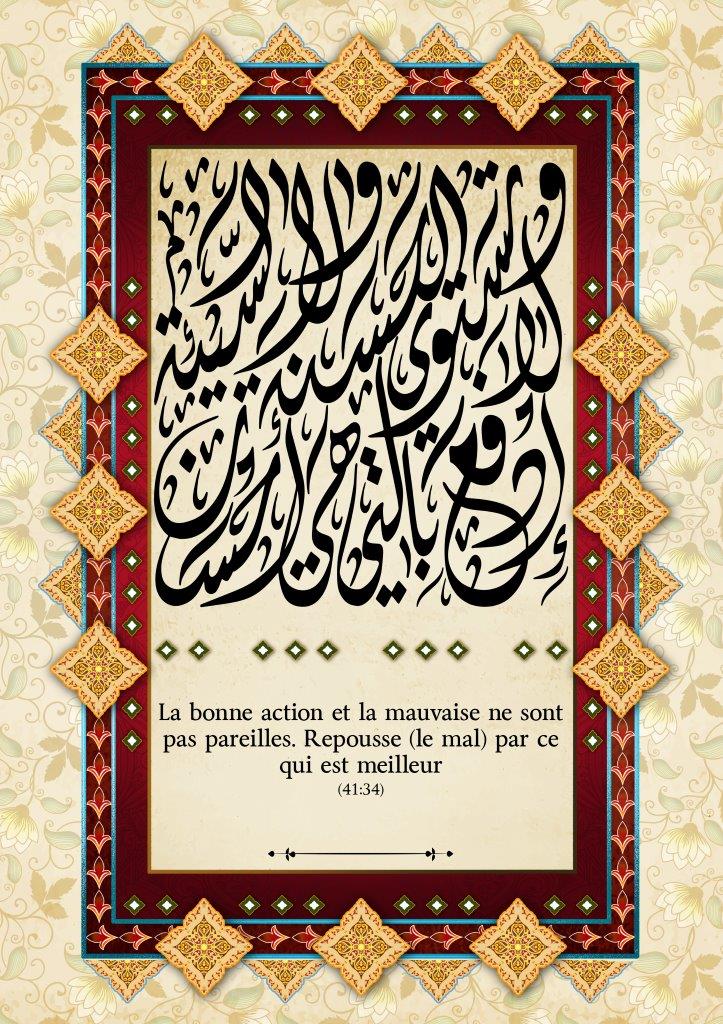 ولا تستوي الحسنة ولا السيئة
إدفع بالتي هي أحسن
La bonne action et la mauvaise ne sont
pas pareilles. Repousse (le mal) par ce
qui est meilleur
(41:34)